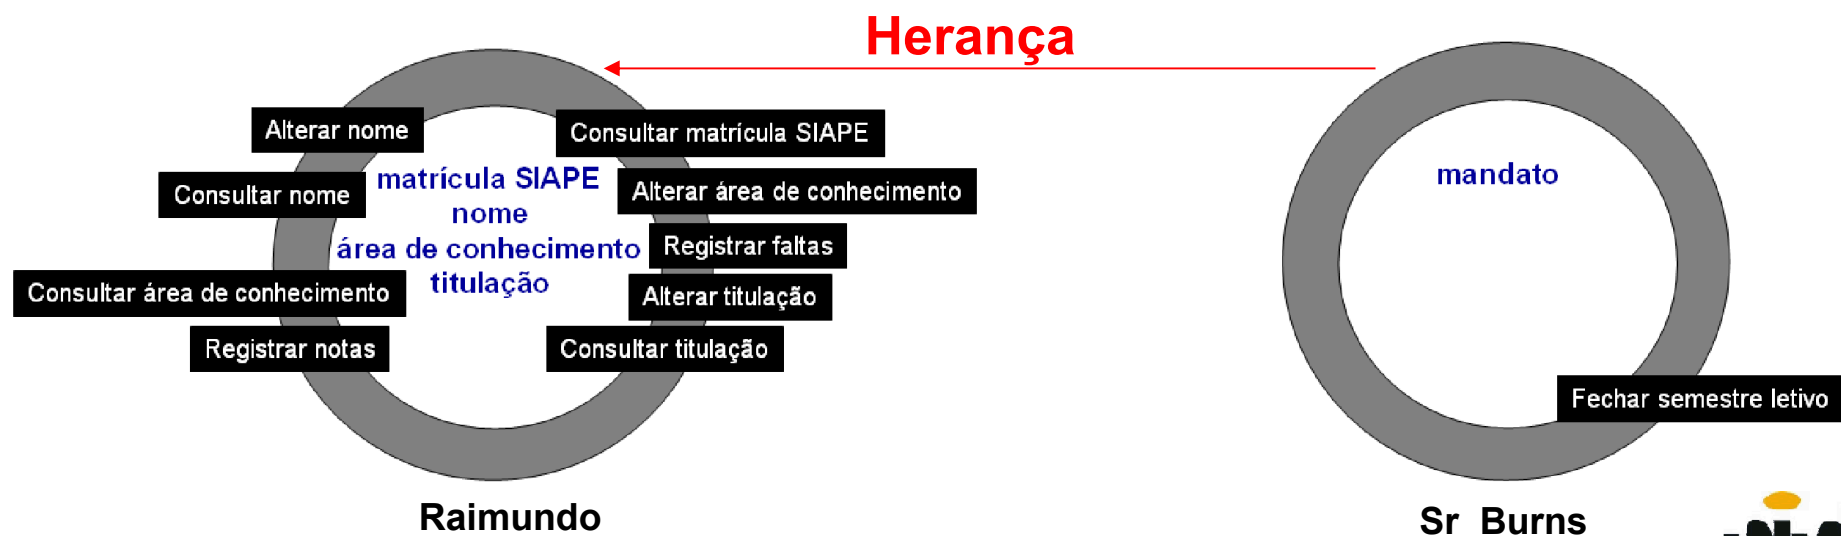 Herança
Alterar nome
Consultar matrícula SIAPE
Consultar nome
matrícula SIAPE
nome
área de conhecimento
titulação
Alterar área de conhecimento
Registrar faltas
Consultar área de conhecimento
Alterar titulação
Registrar notas
Consultar titulação
Raimundo
mandato
Fechar semestre letivo
Sr Burns